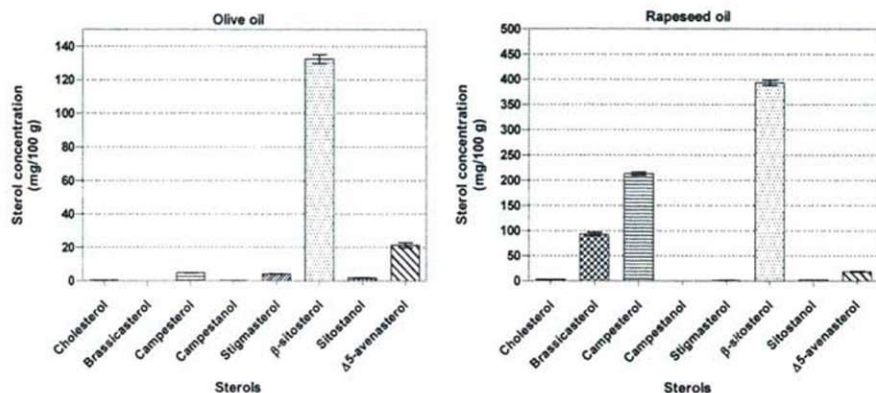 Olive oil
Sterol concentration
(mg/100 g)
140
120
100
80
60
40
20
0
Cholesterol
Brassicasterol
Campesterol
Campestanol
Stigmasterol
β-sitosterol
Sitostanol
Δ5-avenasterol
Sterols
Rapeseed oil
Sterol concentration
(mg/100 g)
500
450
400
350
300
250
200
150
100
50
0
Cholesterol
Brassicasterol
Campesterol
Campestanol
Stigmasterol
β-sitosterol
Sitostanol
Δ5-avenasterol
Sterols